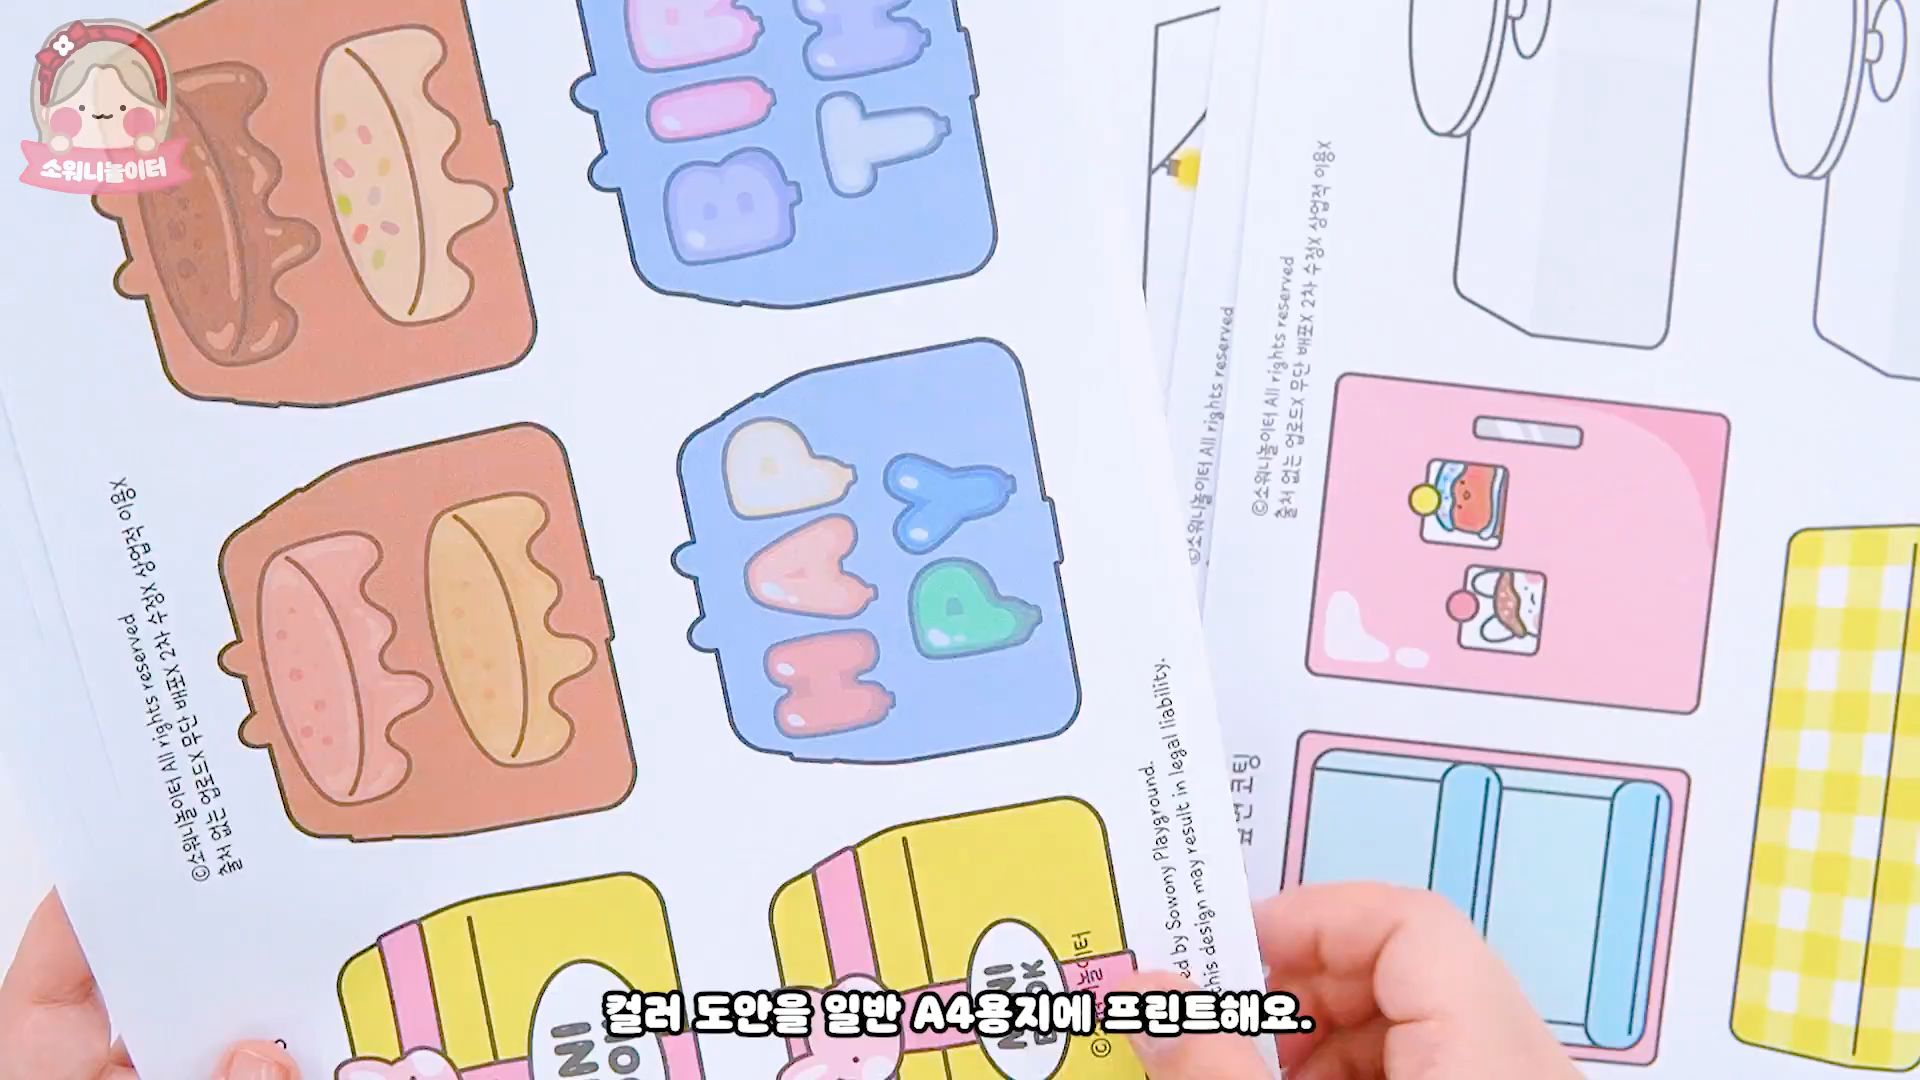 소워니놀이터
R
I
B
H
T
P
A
H
Y
P
©소워니놀이터 All rights reserved
출처 없는 업로드X 무단 배포X 2차 수정X 상업적 이용X
ed by Sowony Playground.
this design may result in legal liability.
©소워니놀이터 All rights reserved
©소워니놀이터 All rights reserved
출처 없는 업로드X 무단 배포X 2차 수정X 상업적 이용X
코팅
컬러 도안을 일반 A4용지에 프린트해요.